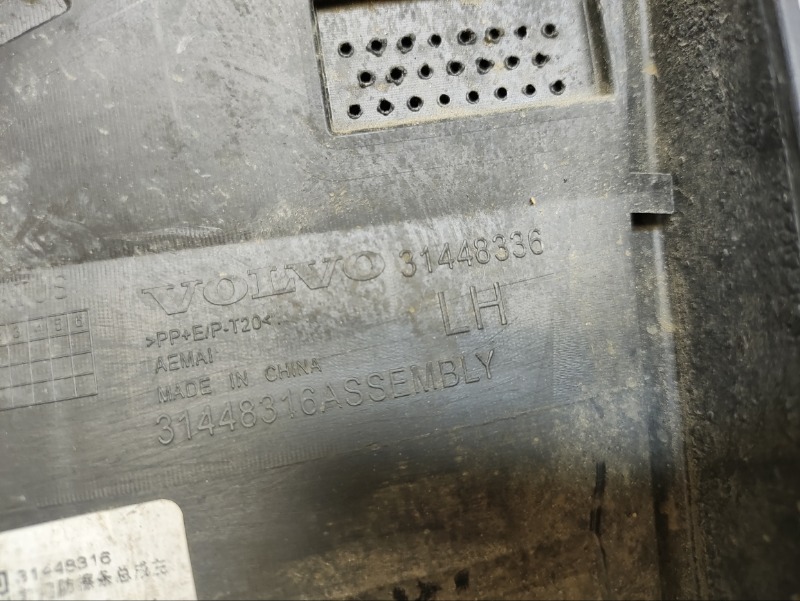 VOLVO 31448336
LH
>PP+E/P-T20<
AEMAI
MADE IN CHINA
31448316ASSEMBLY
31448316